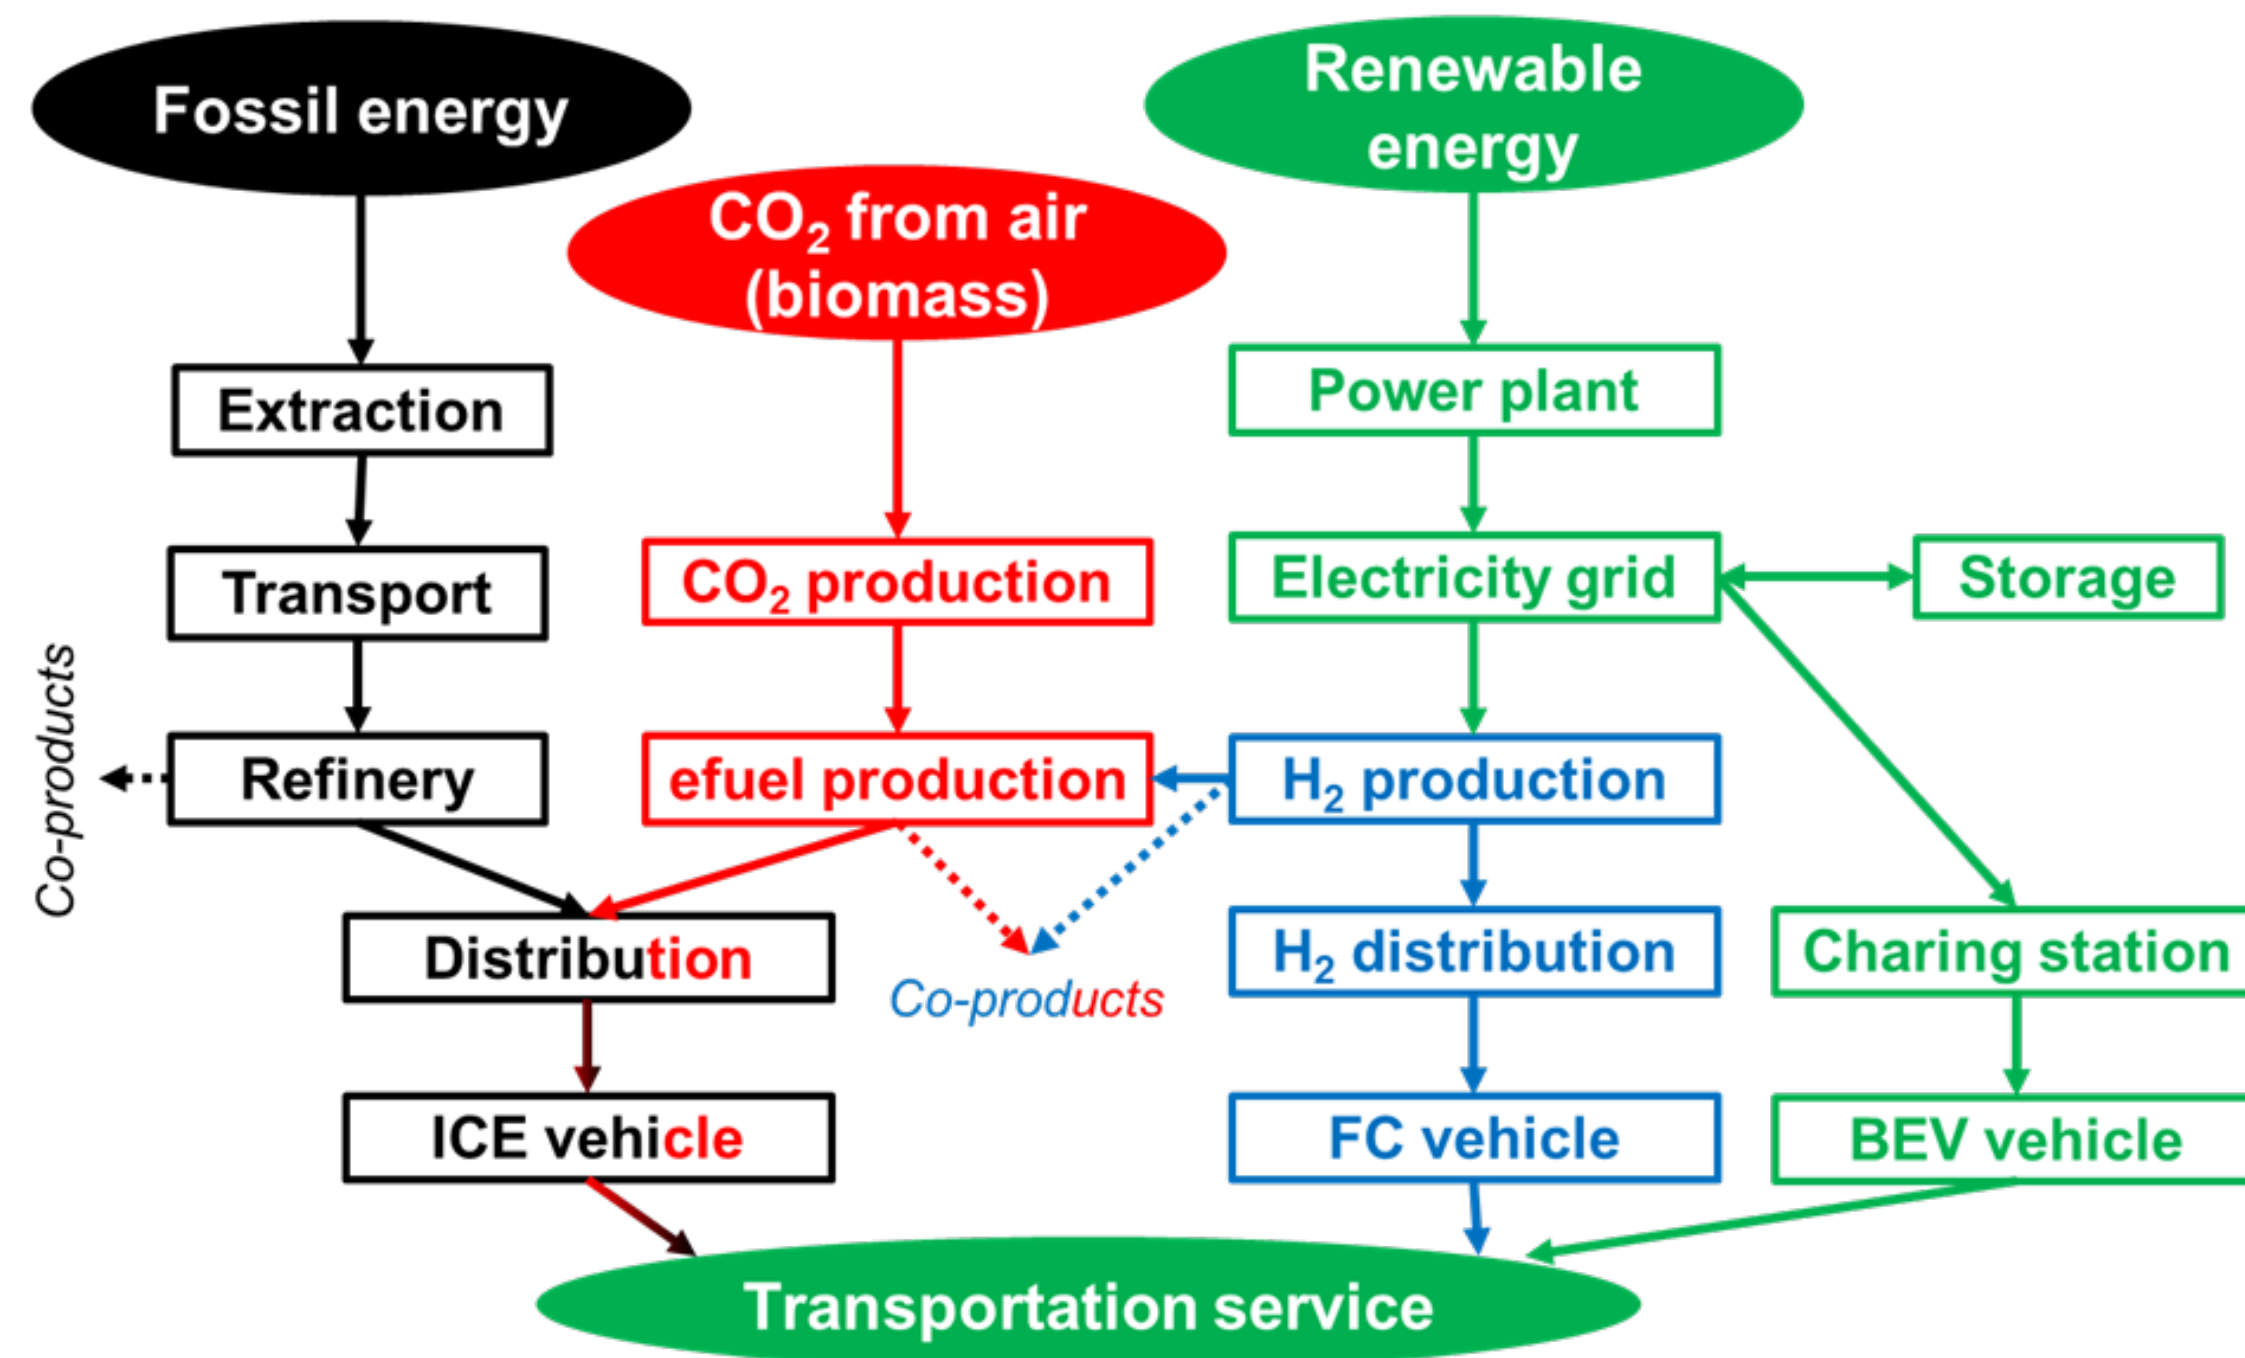 Fossil energy
Renewable
energy
CO₂ from air
(biomass)
Extraction
Power plant
Transport
CO₂ production
Electricity grid
Storage
Co-products
Refinery
efuel production
H₂ production
Distribution
Co-products
H₂ distribution
Charing station
ICE vehicle
FC vehicle
BEV vehicle
Transportation service